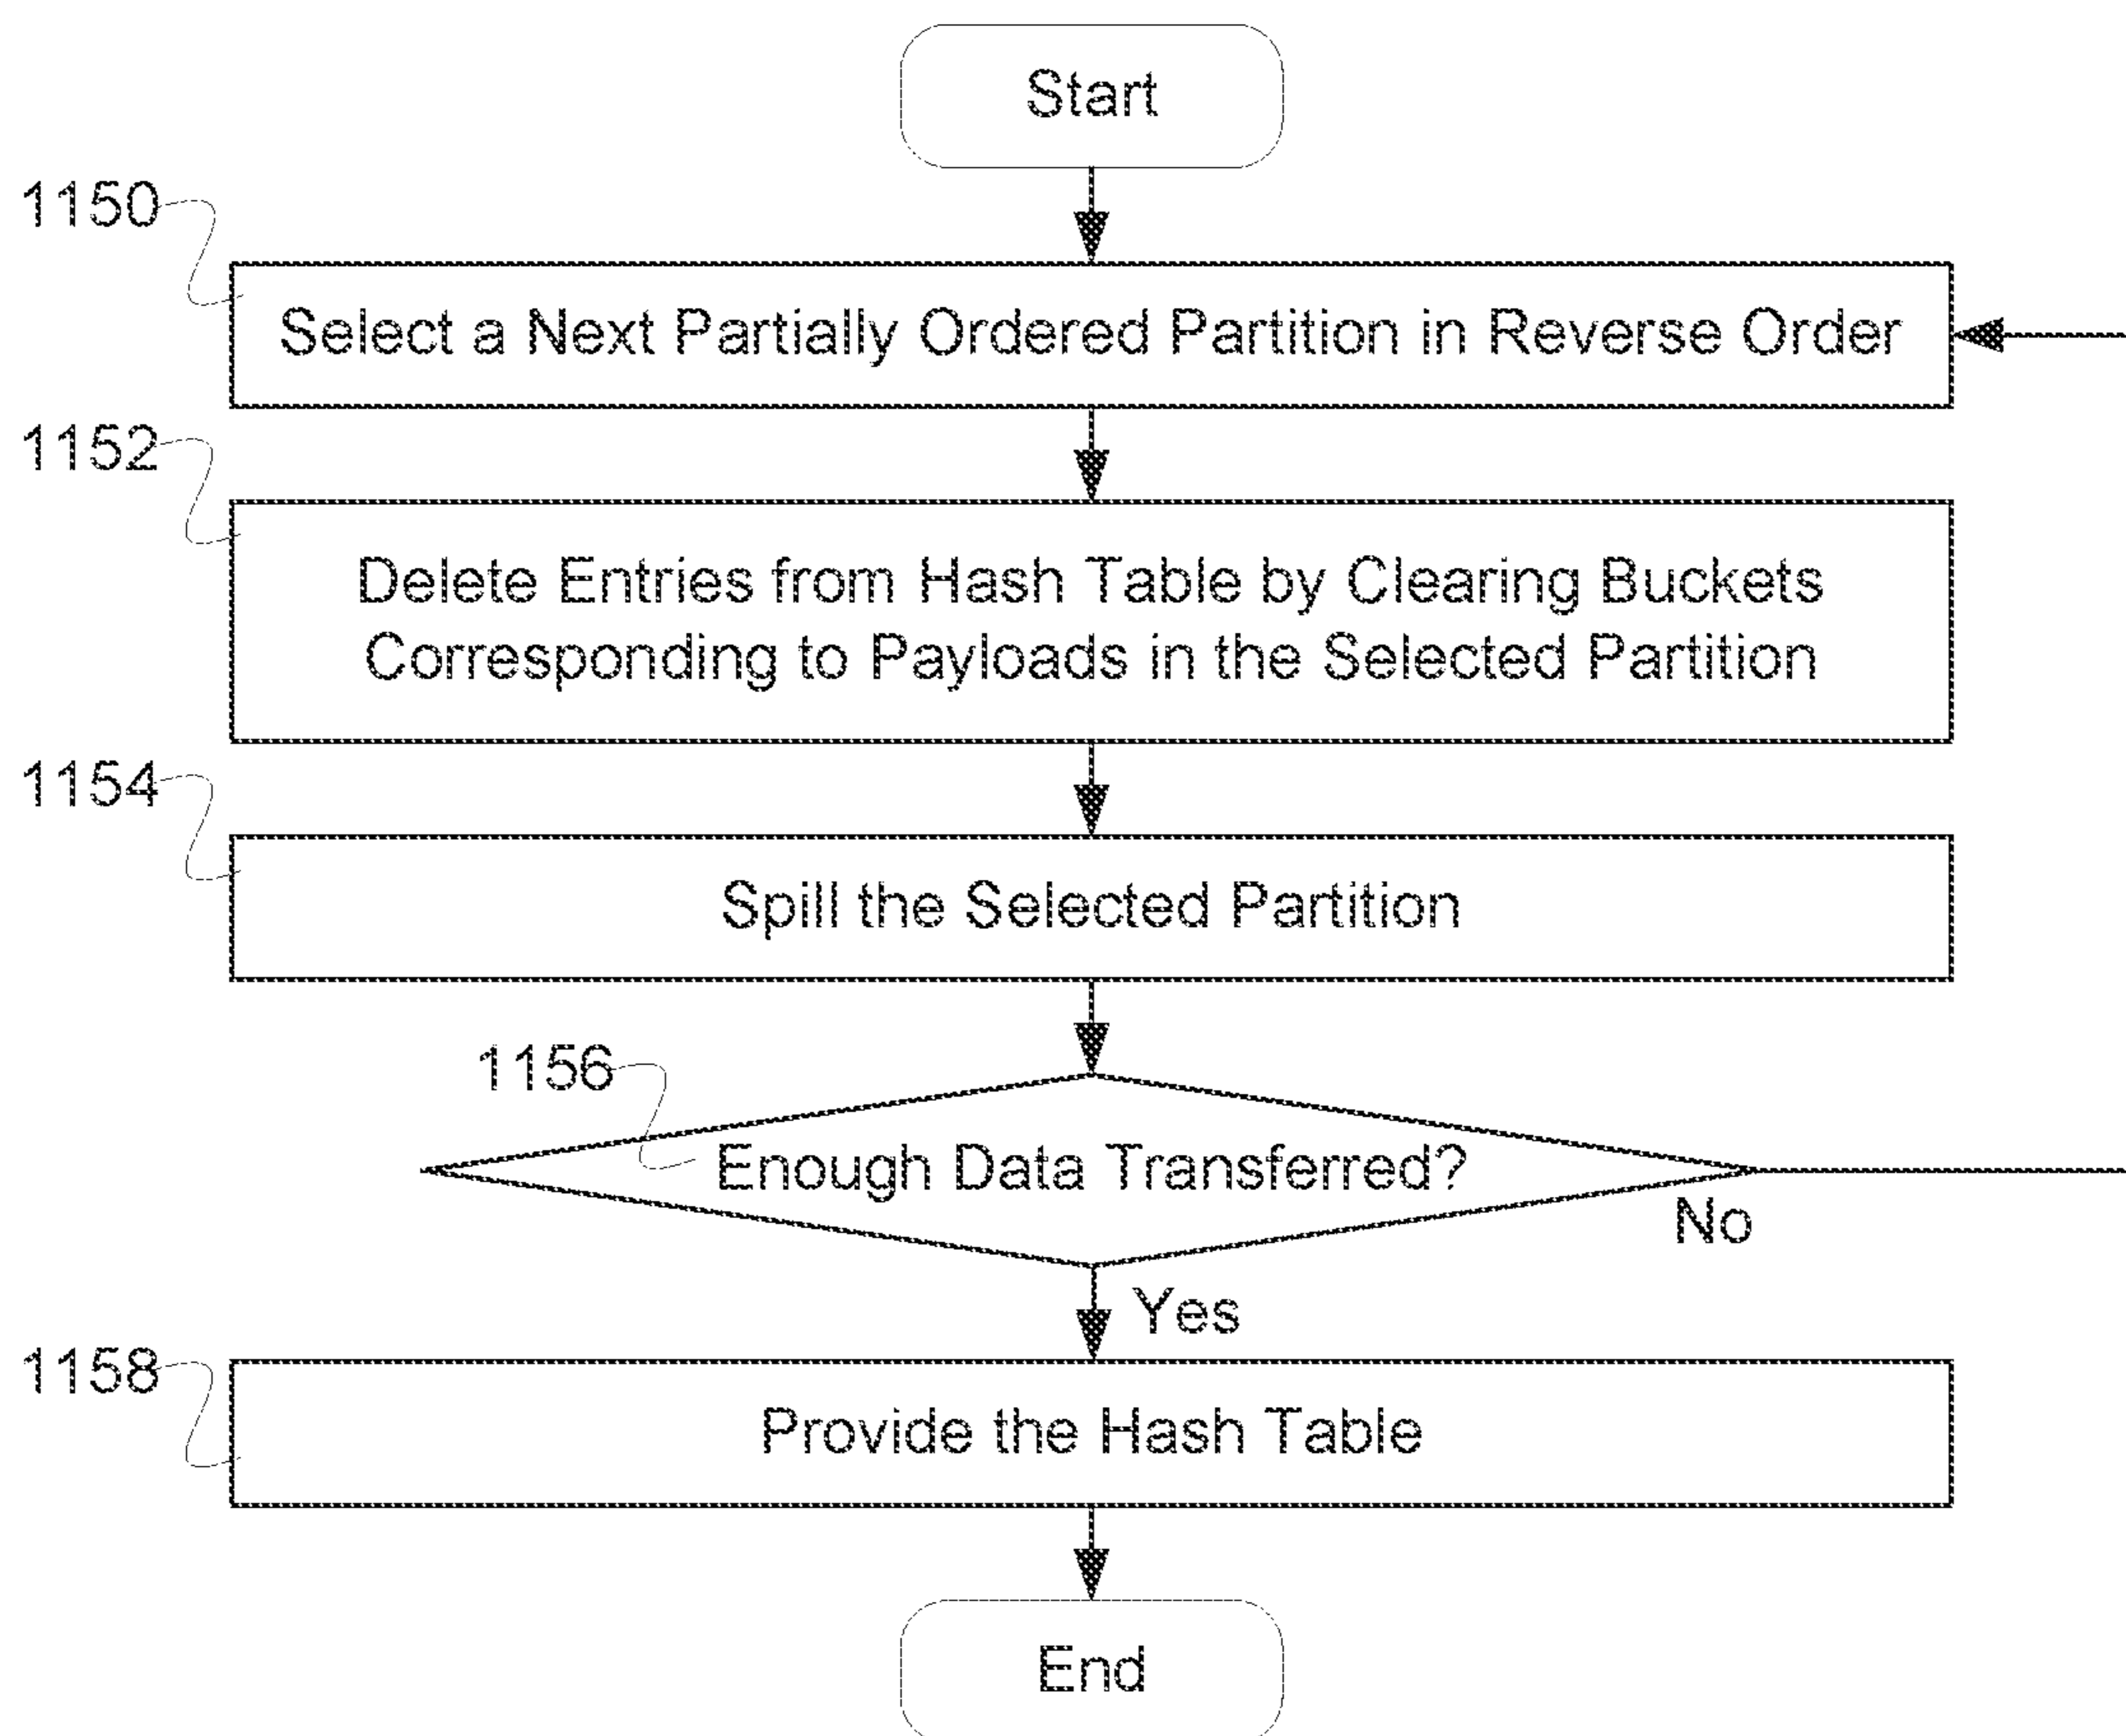 Start
1150
Select a Next Partially Ordered Partition in Reverse Order
1152
Delete Entries from Hash Table by Clearing Buckets
Corresponding to Payloads in the Selected Partition
1154
Spill the Selected Partition
1156
Enough Data Transferred?
No
Yes
1158
Provide the Hash Table
End